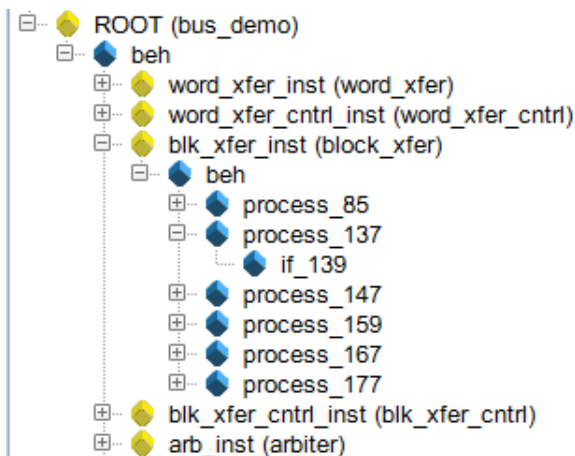 ROOT (bus_demo)
beh
word_xfer_inst (word_xfer)
word_xfer_cntrl_inst (word_xfer_cntrl)
blk_xfer_inst (block_xfer)
beh
process_85
process_137
if_139
process_147
process_159
process_167
process_177
blk_xfer_cntrl_inst (blk_xfer_cntrl)
arb_inst (arbiter)